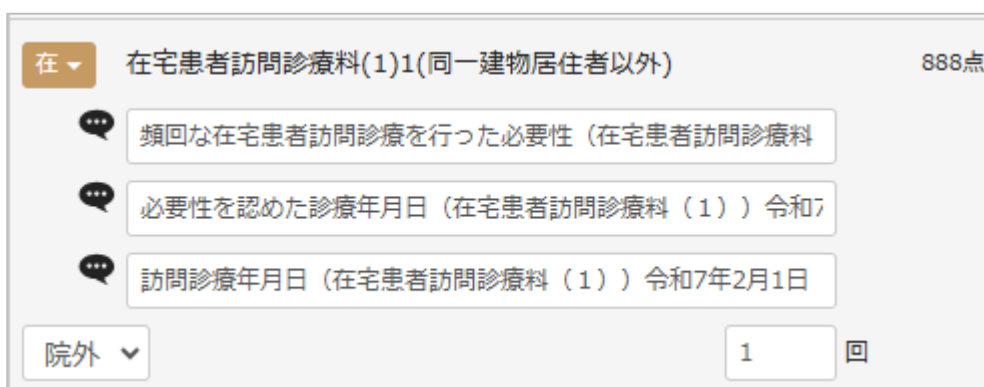 在 在宅患者訪問診療料(1)1(同一建物居住者以外) 888点
頻回な在宅患者訪問診療を行った必要性（在宅患者訪問診療料
必要性を認めた診療年月日（在宅患者訪問診療料（1））令和7
訪問診療年月日（在宅患者訪問診療料（1））令和7年2月1日
院外 1 回